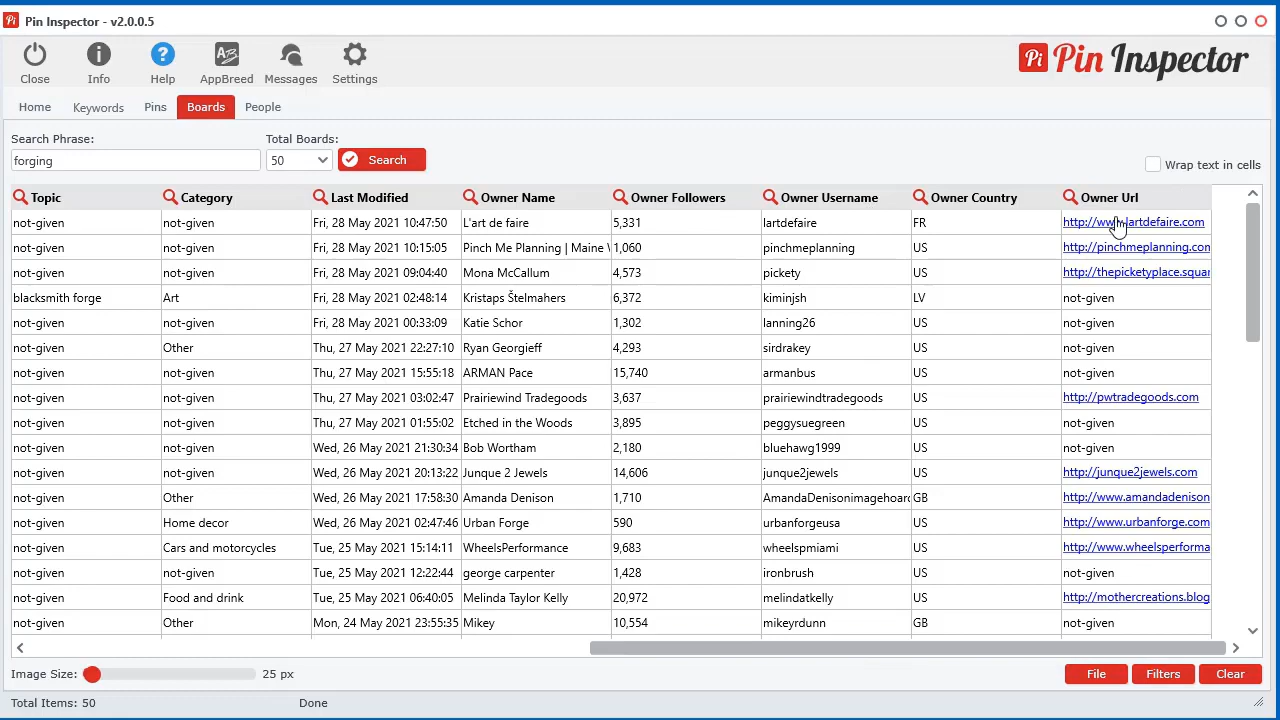 Pin Inspector - v2.0.0.5
Close Info Help AppBreed Messages Settings
Pin Inspector
Home Keywords Pins Boards People
Search Phrase: Total Boards:
forging 50 Search Wrap text in cells
Topic Category Last Modified Owner Name Owner Followers Owner Username Owner Country Owner Url
not-given not-given Fri, 28 May 2021 10:47:50 L'art de faire 5,331 lartdefaire FR http://www.lartdefaire.com
not-given not-given Fri, 28 May 2021 10:15:05 Pinch Me Planning | Maine 1,060 pinchmeplanning US http://pinchmeplanning.com
not-given not-given Fri, 28 May 2021 09:04:40 Mona McCallum 4,573 pickety US http://thepicketyplace.squar
blacksmith forge Art Fri, 28 May 2021 02:48:14 Kristaps Štelmahers 6,372 kiminjsh LV not-given
not-given not-given Fri, 28 May 2021 00:33:09 Katie Schor 1,302 lanning26 US not-given
not-given Other Thu, 27 May 2021 22:27:10 Ryan Georgieff 4,293 sirdrakey US not-given
not-given not-given Thu, 27 May 2021 15:55:18 ARMAN Pace 15,740 armanbus US not-given
not-given not-given Thu, 27 May 2021 03:02:47 Prairiewind Tradegoods 3,637 prairiewindtradegoods US http://pwtradegoods.com
not-given not-given Thu, 27 May 2021 01:55:02 Etched in the Woods 3,895 peggysuegreen US not-given
not-given not-given Wed, 26 May 2021 21:30:34 Bob Wortham 2,180 bluehawg1999 US not-given
not-given not-given Wed, 26 May 2021 20:13:22 Junque 2 Jewels 14,606 junque2jewels US http://junque2jewels.com
not-given Other Wed, 26 May 2021 17:58:30 Amanda Denison 1,710 AmandaDenisonimagehoard GB http://www.amandadenison
not-given Home decor Wed, 26 May 2021 02:47:46 Urban Forge 590 urbanforgeusa US http://www.urbanforge.com
not-given Cars and motorcycles Tue, 25 May 2021 15:14:11 WheelsPerformance 9,683 wheelspmiami US http://www.wheelsperforma
not-given not-given Tue, 25 May 2021 12:22:44 george carpenter 1,428 ironbrush US not-given
not-given Food and drink Tue, 25 May 2021 06:40:05 Melinda Taylor Kelly 20,972 melindatkelly US http://mothercreations.blog
not-given Other Mon, 24 May 2021 23:55:35 Mikey 10,554 mikeyrdunn GB not-given
Image Size: 25 px File Filters Clear
Total Items: 50 Done